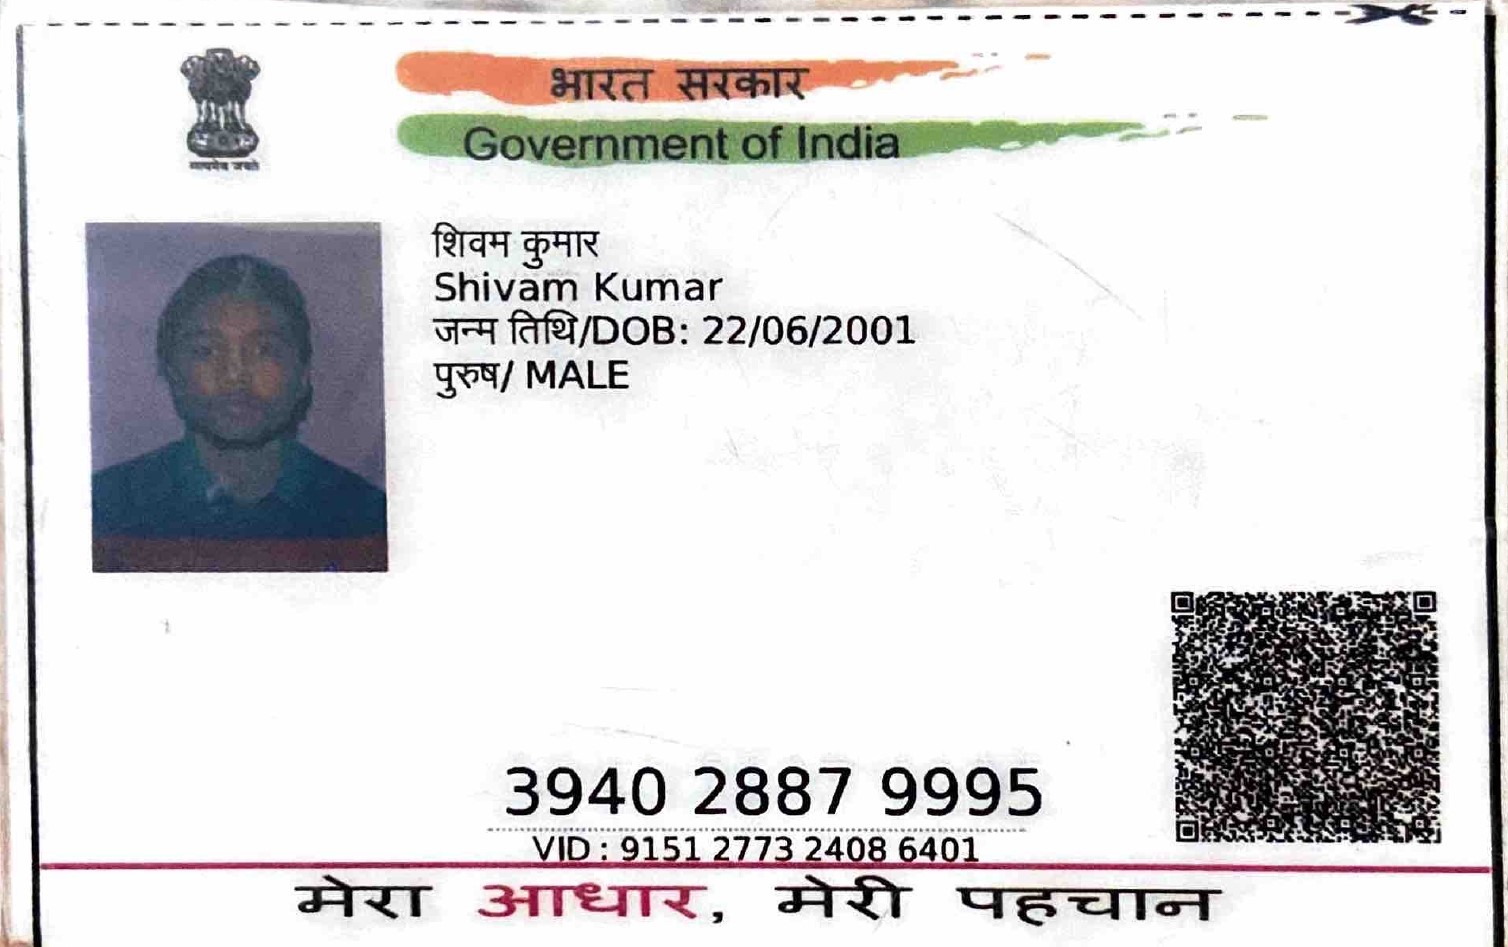 भारत सरकार
Government of India
सत्यमेव जयते
शिवम कुमार
Shivam Kumar
जन्म तिथि/DOB: 22/06/2001
पुरुष/ MALE
3940 2887 9995
VID : 9151 2773 2408 6401
मेरा आधार, मेरी पहचान